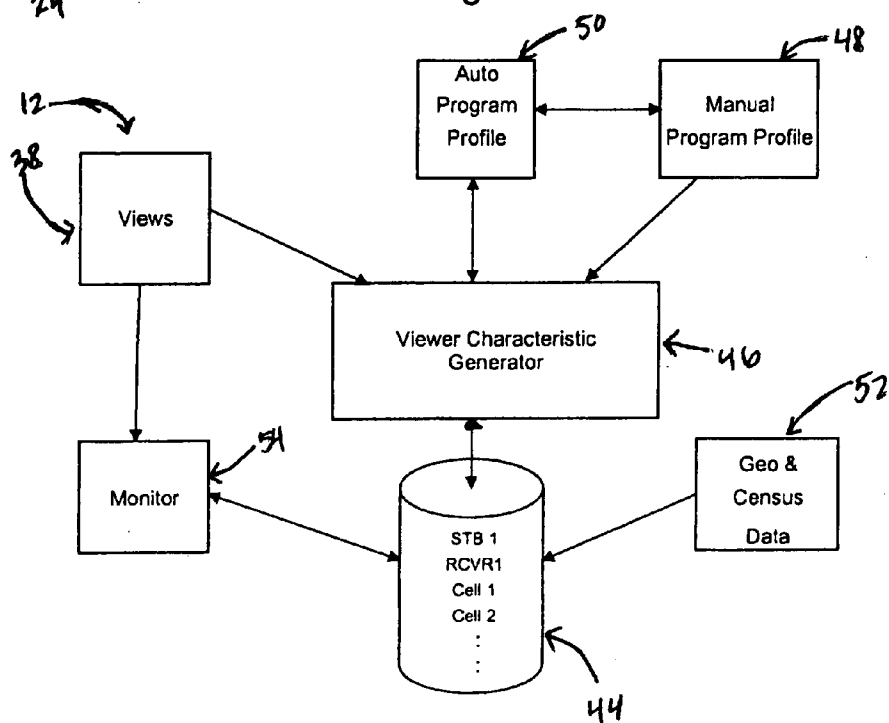 24
50
48
12
38
Auto
Program
Profile
Manual
Program Profile
Views
Viewer Characteristic
Generator
46
52
54
Monitor
Geo &
Census
Data
STB 1
RCVR1
Cell 1
Cell 2
44